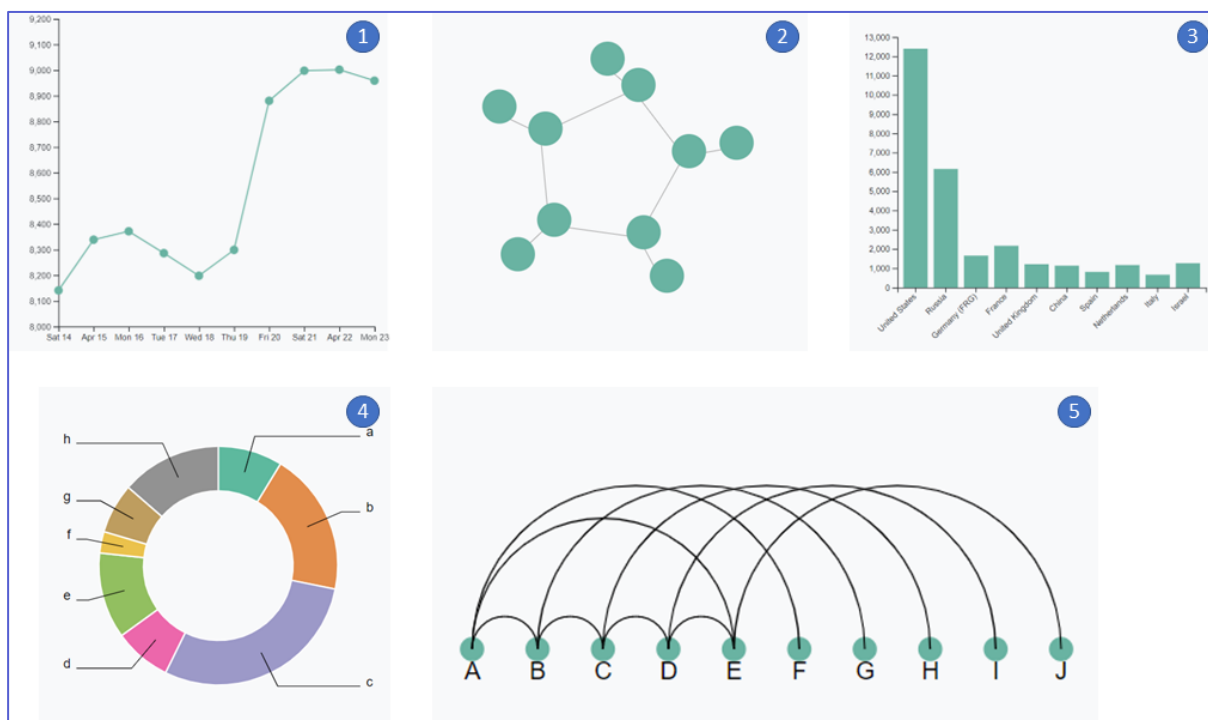 1
9,200
9,100
9,000
8,900
8,800
8,700
8,600
8,500
8,400
8,300
8,200
8,100
8,000
Sat 14 Apr 15 Mon 16 Tue 17 Wed 18 Thu 19 Fri 20 Sat 21 Apr 22 Mon 23
2
3
13,000
12,000
11,000
10,000
9,000
8,000
7,000
6,000
5,000
4,000
3,000
2,000
1,000
0
United States
Russia
Germany (FRG)
France
United Kingdom
China
Spain
Netherlands
Italy
Israel
4
a
h
g
b
f
e
d
c
5
A B C D E F G H I J